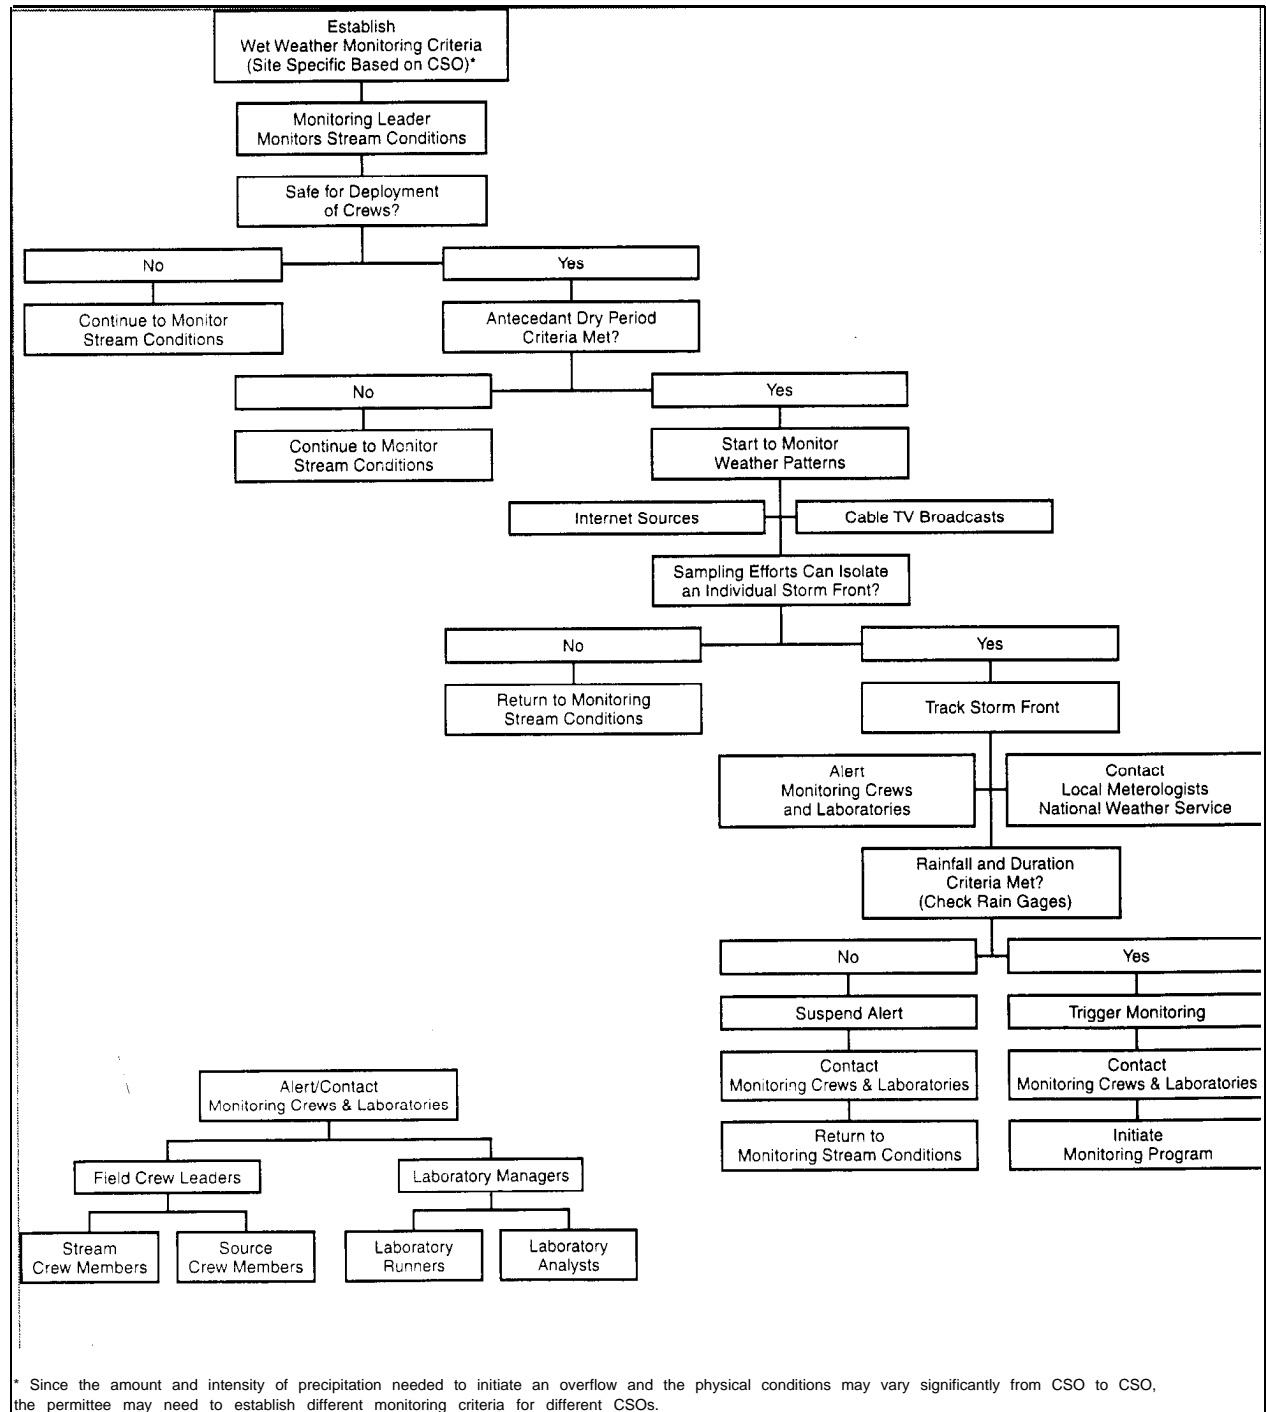 Establish
Wet Weather Monitoring Criteria
(Site Specific Based on CSO)*
Monitoring Leader
Monitors Stream Conditions
Safe for Deployment
of Crews?
No
Yes
Continue to Monitor
Stream Conditions
Antecedant Dry Period
Criteria Met?
No
Yes
Continue to Monitor
Stream Conditions
Start to Monitor
Weather Patterns
Internet Sources
Cable TV Broadcasts
Sampling Efforts Can Isolate
an Individual Storm Front?
No
Yes
Return to Monitoring
Stream Conditions
Track Storm Front
Alert
Monitoring Crews
and Laboratories
Contact
Local Meterologists
National Weather Service
Rainfall and Duration
Criteria Met?
(Check Rain Gages)
No
Yes
Suspend Alert
Trigger Monitoring
Contact
Monitoring Crews & Laboratories
Contact
Monitoring Crews & Laboratories
Return to
Monitoring Stream Conditions
Initiate
Monitoring Program
Alert/Contact
Monitoring Crews & Laboratories
Field Crew Leaders
Laboratory Managers
Stream
Crew Members
Source
Crew Members
Laboratory
Runners
Laboratory
Analysts
* Since the amount and intensity of precipitation needed to initiate an overflow and the physical conditions may vary significantly from CSO to CSO,
the permittee may need to establish different monitoring criteria for different CSOs.